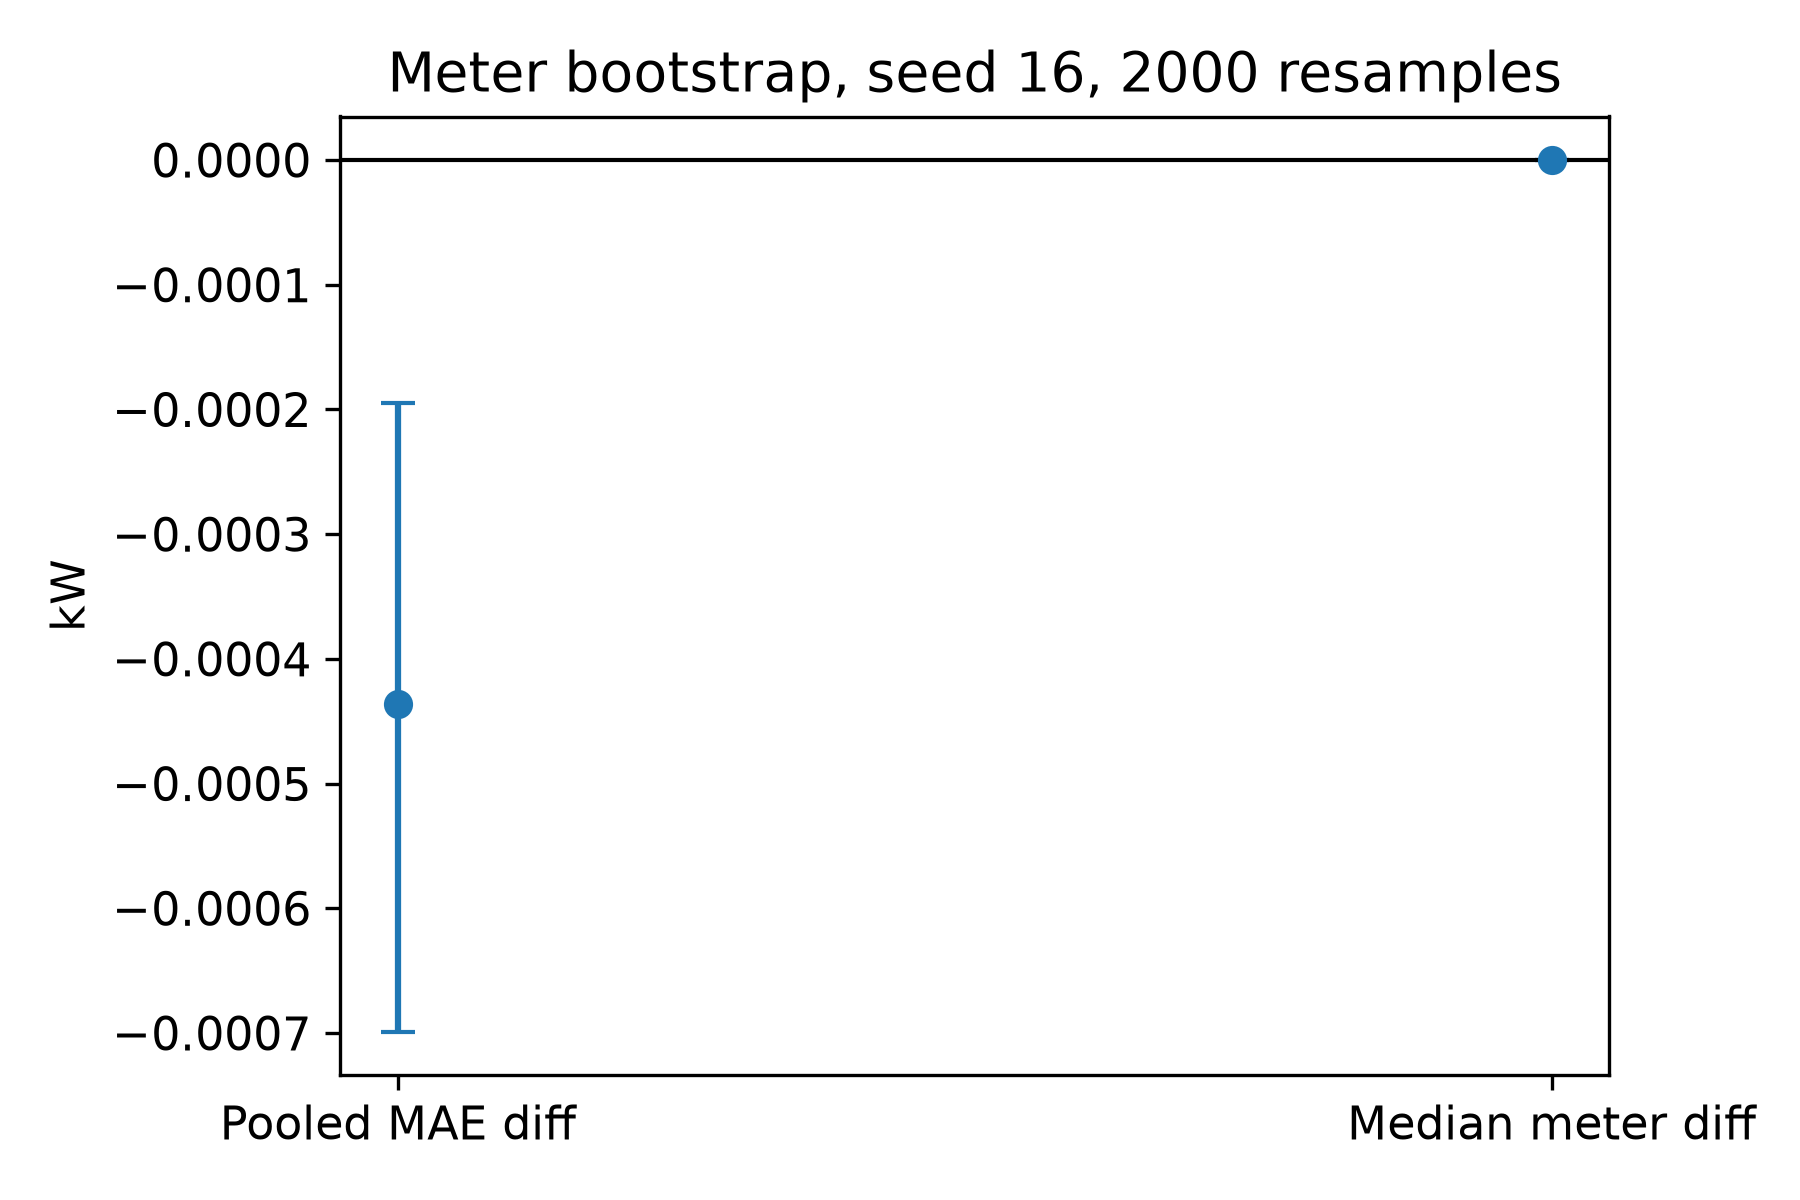 Meter bootstrap, seed 16, 2000 resamples
0.0000
−0.0001
−0.0002
−0.0003
−0.0004
−0.0005
−0.0006
−0.0007
kW
Pooled MAE diff
Median meter diff